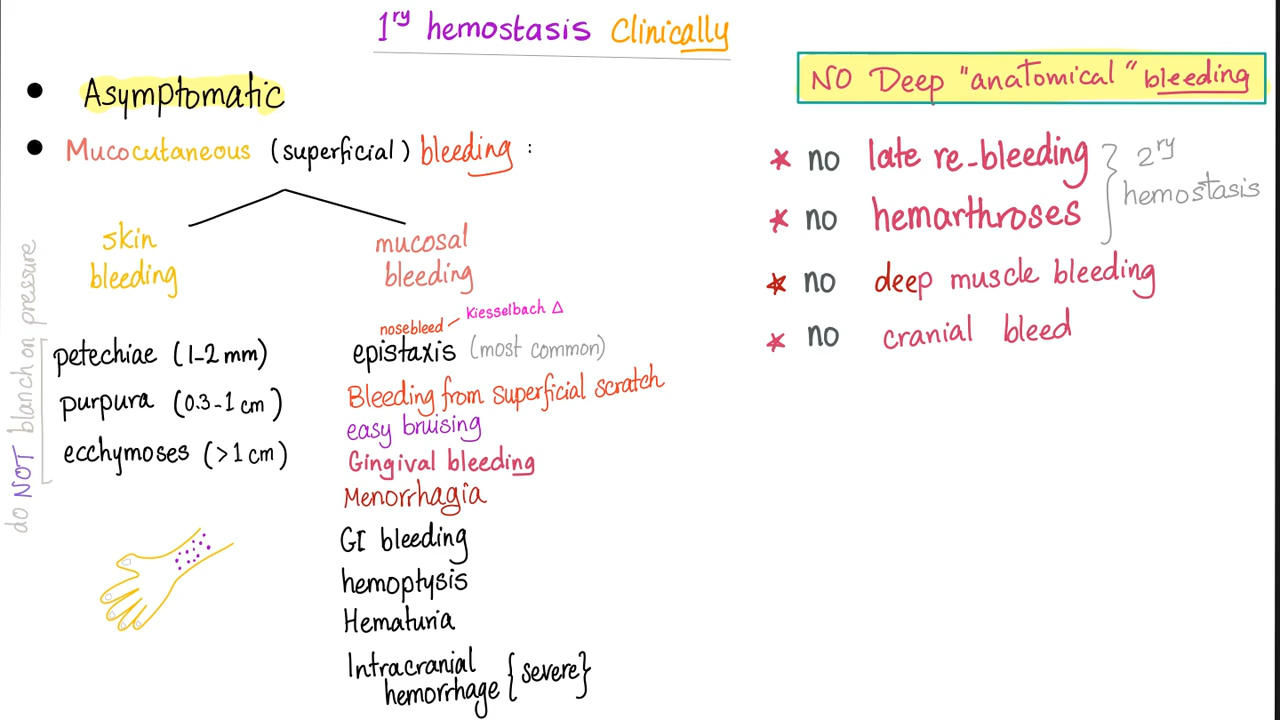 1ry hemostasis Clinically
• Asymptomatic
• Mucocutaneous (superficial) bleeding :
skin
bleeding
do NOT blanch on pressure
petechiae (1-2 mm)
purpura (0.3-1 cm)
ecchymoses (>1 cm)
mucosal
bleeding
nosebleed – Kiesselbach Δ
epistaxis (most common)
Bleeding from superficial scratch
easy bruising
Gingival bleeding
Menorrhagia
GI bleeding
hemoptysis
Hematuria
Intracranial
hemorrhage {severe}
NO Deep "anatomical" bleeding
* no late re-bleeding
* no hemarthroses
} 2ry
hemostasis
* no deep muscle bleeding
* no cranial bleed